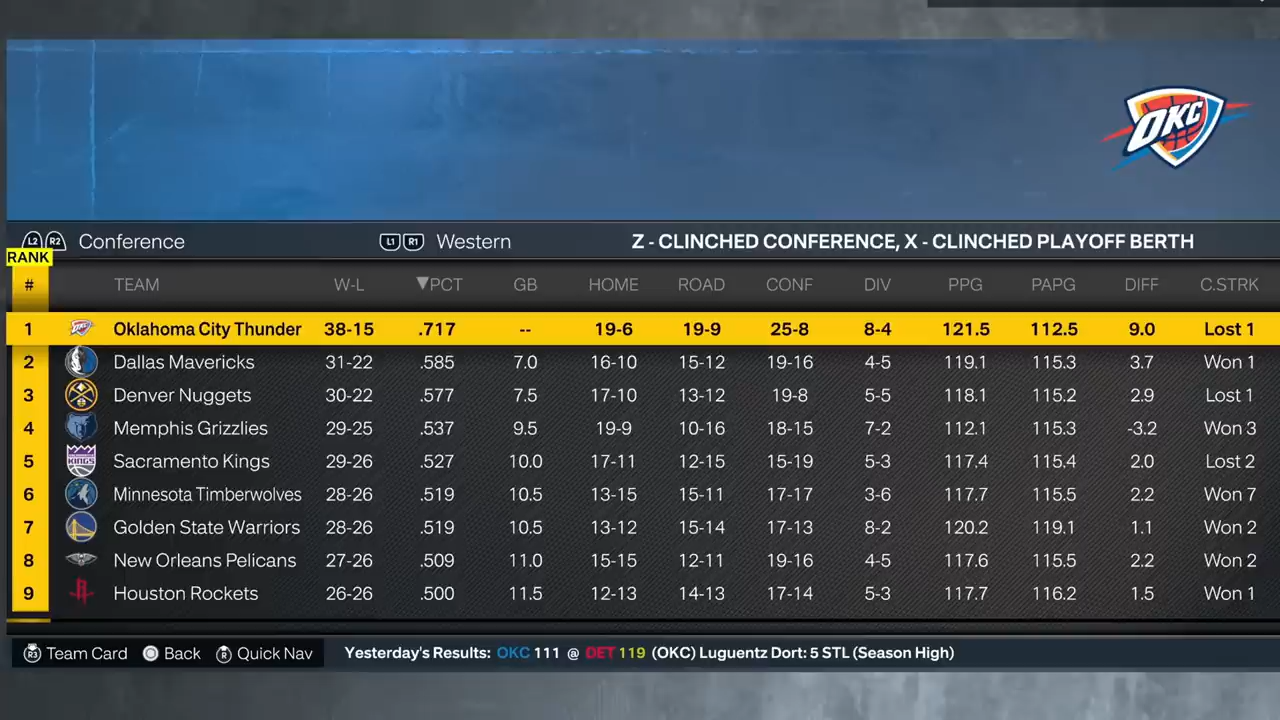 OKC
L2 R2 Conference L1 R1 Western Z - CLINCHED CONFERENCE, X - CLINCHED PLAYOFF BERTH
RANK
# TEAM W-L ▼PCT GB HOME ROAD CONF DIV PPG PAPG DIFF C.STRK
1 Oklahoma City Thunder 38-15 .717 -- 19-6 19-9 25-8 8-4 121.5 112.5 9.0 Lost 1
2 Dallas Mavericks 31-22 .585 7.0 16-10 15-12 19-16 4-5 119.1 115.3 3.7 Won 1
3 Denver Nuggets 30-22 .577 7.5 17-10 13-12 19-8 5-5 118.1 115.2 2.9 Lost 1
4 Memphis Grizzlies 29-25 .537 9.5 19-9 10-16 18-15 7-2 112.1 115.3 -3.2 Won 3
5 Sacramento Kings 29-26 .527 10.0 17-11 12-15 15-19 5-3 117.4 115.4 2.0 Lost 2
6 Minnesota Timberwolves 28-26 .519 10.5 13-15 15-11 17-17 3-6 117.7 115.5 2.2 Won 7
7 Golden State Warriors 28-26 .519 10.5 13-12 15-14 17-13 8-2 120.2 119.1 1.1 Won 2
8 New Orleans Pelicans 27-26 .509 11.0 15-15 12-11 19-16 4-5 117.6 115.5 2.2 Won 2
9 Houston Rockets 26-26 .500 11.5 12-13 14-13 17-14 5-3 117.7 116.2 1.5 Won 1
R3 Team Card Back R Quick Nav Yesterday's Results: OKC 111 @ DET 119 (OKC) Luguentz Dort: 5 STL (Season High)